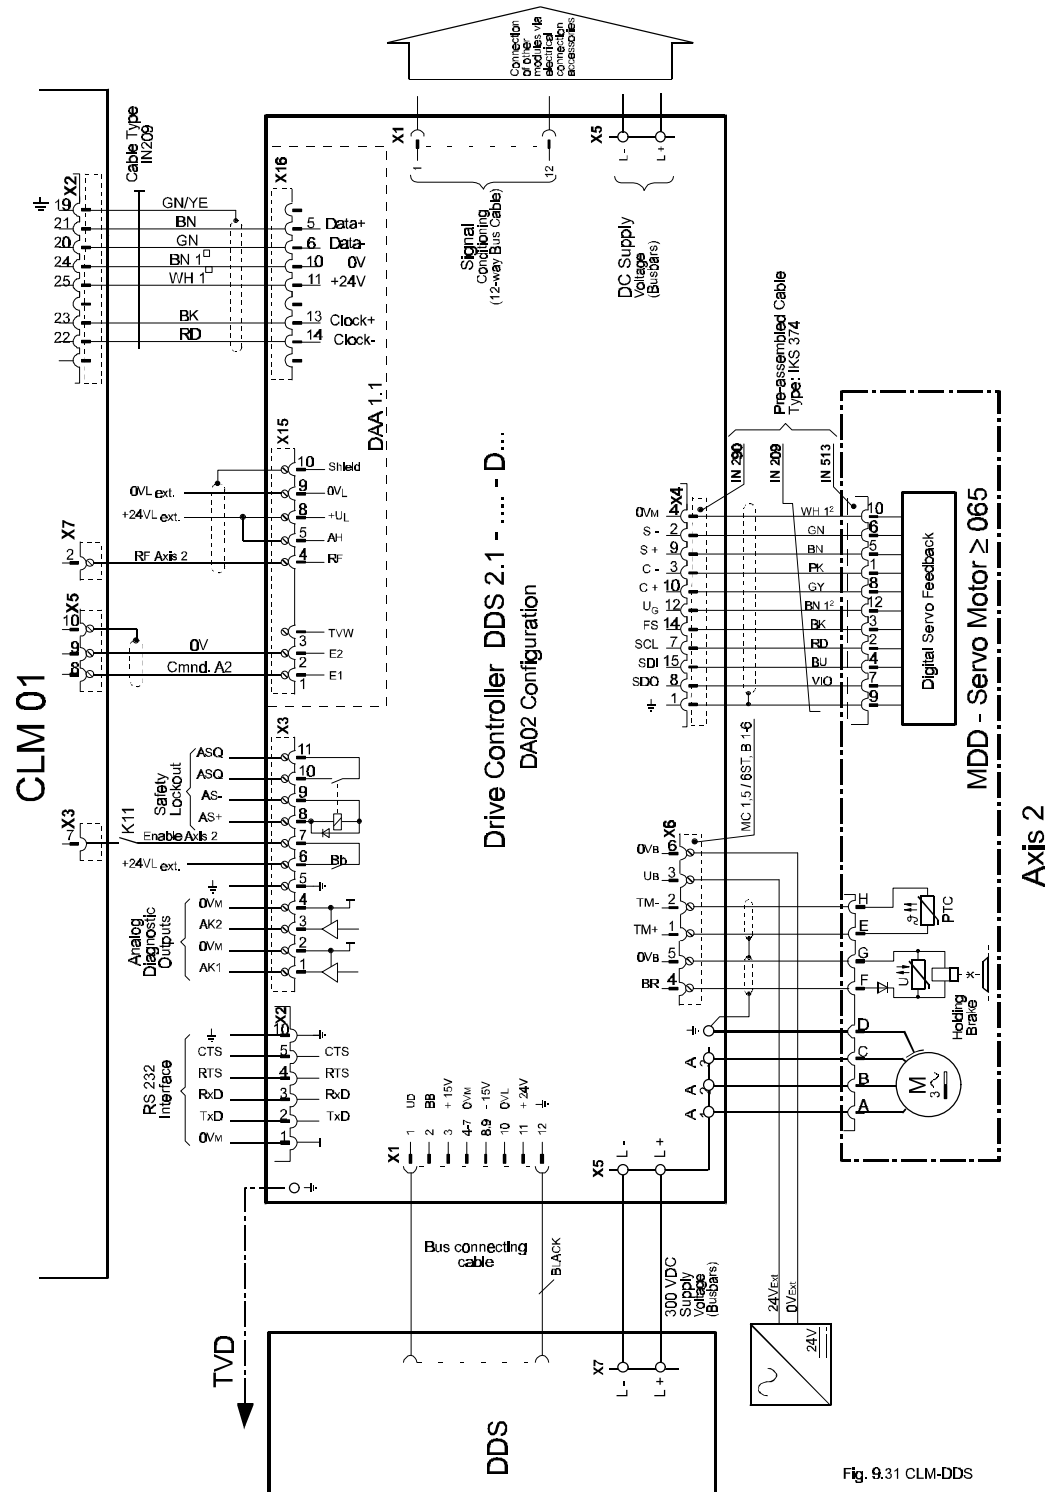 Connection
of other
modules via
electrical
connection
accessories
CLM 01
X2
19
21
20
24
25
23
22
Cable Type
IN209
GN/YE
BN
GN
BN 1□
WH 1□
BK
RD
X16
5 Data+
6 Data-
10 0V
11 +24V
13 Clock+
14 Clock-
DAA 1.1
X1
1
12
Signal
Conditioning
(12-way Bus Cable)
X5
L-
L+
DC Supply
Voltage
(Busbars)
X7
2
RF Axis 2
0VL ext.
+24VL ext.
X15
10 Shield
9 0VL
8 +UL
5 AH
4 RF
TVW
3 E2
2
1 E1
X5
10
9
8
0V
Cmnd. A2
X3
7
K11
Enable Axis 2
+24VL ext.
Safety
Lockout
ASQ
ASQ
AS-
AS+
X3
11
10
9
8
7
6
5
4
3
2
1
Bb
Analog
Diagnostic
Outputs
0VM
AK2
0VM
AK1
RS 232
Interface
CTS
RTS
RxD
TxD
0VM
X2
10
5 CTS
4 RTS
3 RxD
2 TxD
1
Drive Controller DDS 2.1 - ...... - D...
DA02 Configuration
Pre-assembled Cable
Type: IKS 374
IN 290
IN 209
IN 513
X4
0VM 4 WH 1² 10
S - 2 GN 6
S + 9 BN 5
C - 3 PK 1
C + 10 GY 8
UG 12 BN 1² 12
FS 14 BK 3
SCL 7 RD 2
SDI 15 BU 4
SDO 8 VIO 7
1 9
Digital Servo Feedback
MDD - Servo Motor ≥ 065
Axis 2
MC 1,5 / 6ST, B 1-6
X6
0VB 6
UB 3
TM- 2
TM+ 1
0VB 5
BR 4
H
E
G
F
D
C
B
A
ϑ
PTC
U
Holding
Brake
M
3
A3
A2
A1
X1
1 UD
2 BB
3 + 15V
4-7 0VM
8.9 - 15V
10 0VL
11 + 24V
12
X5
L-
L+
Bus connecting
cable
BLACK
300 VDC
Supply
Voltage
(Busbars)
24VExt
0VExt
24V
TVD
DDS
X7
L-
L+
Fig. 9.31 CLM-DDS